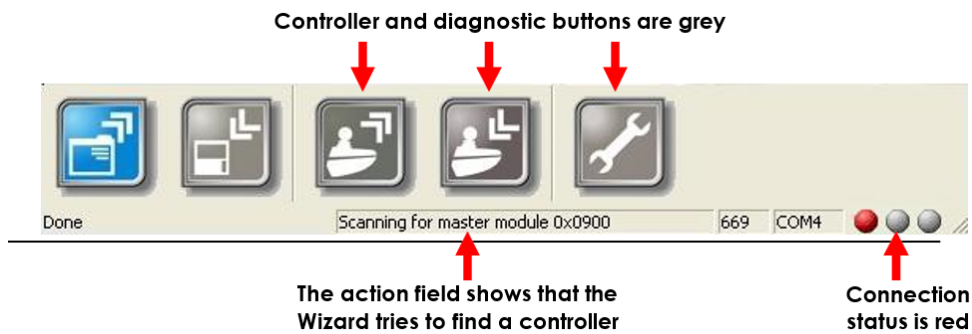 Controller and diagnostic buttons are grey
Done
Scanning for master module 0x0900
669
COM4
The action field shows that the
Wizard tries to find a controller
Connection
status is red